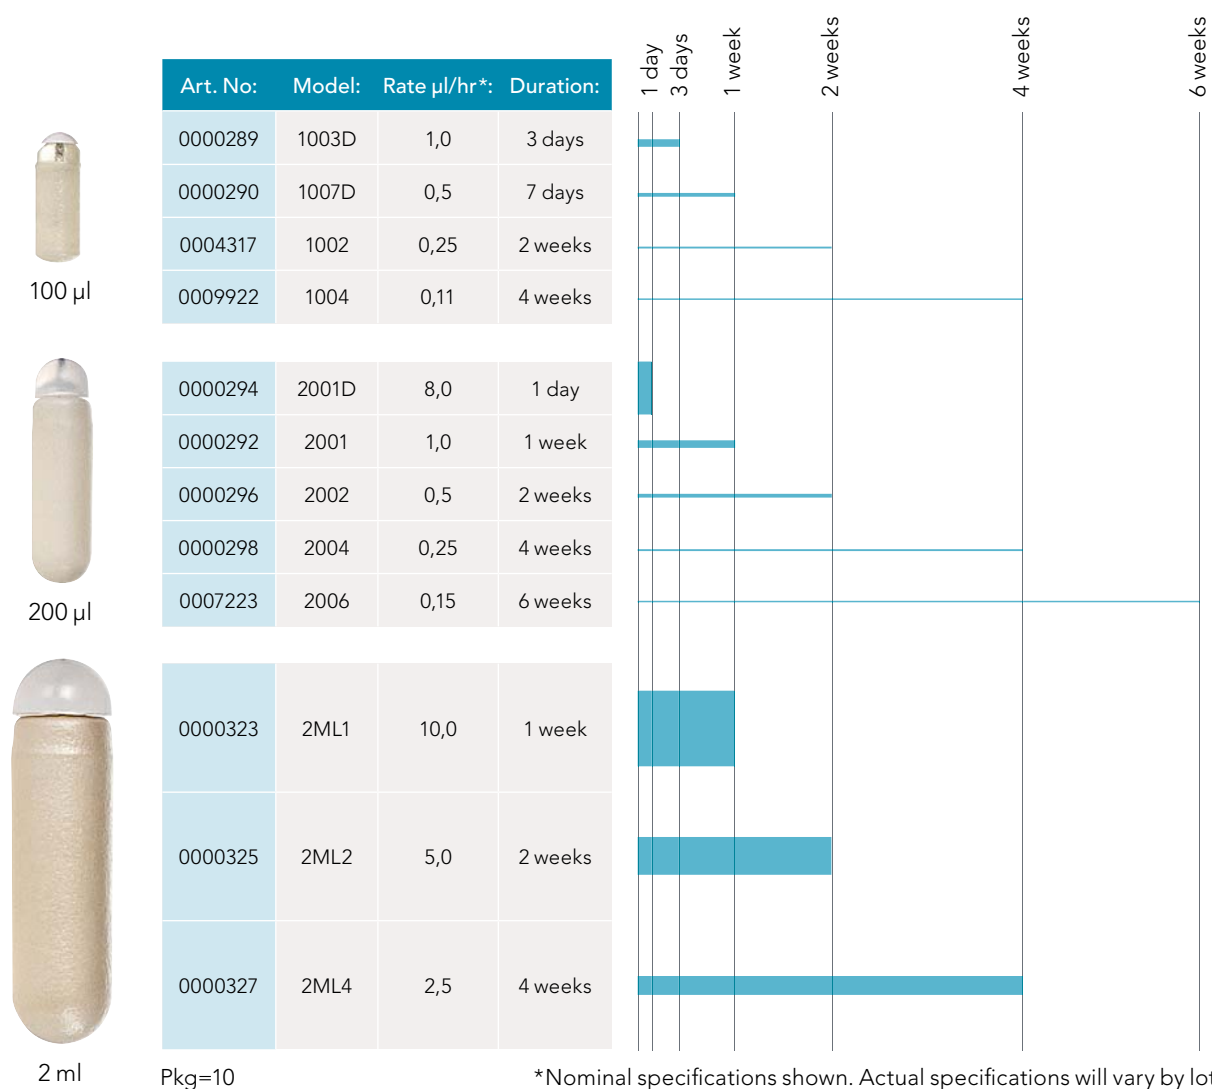 1 day
3 days
1 week
2 weeks
4 weeks
6 weeks
Art. No: Model: Rate µl/hr*: Duration:
0000289 1003D 1,0 3 days
0000290 1007D 0,5 7 days
0004317 1002 0,25 2 weeks
0009922 1004 0,11 4 weeks
100 µl
0000294 2001D 8,0 1 day
0000292 2001 1,0 1 week
0000296 2002 0,5 2 weeks
0000298 2004 0,25 4 weeks
0007223 2006 0,15 6 weeks
200 µl
0000323 2ML1 10,0 1 week
0000325 2ML2 5,0 2 weeks
0000327 2ML4 2,5 4 weeks
2 ml
Pkg=10
*Nominal specifications shown. Actual specifications will vary by lot